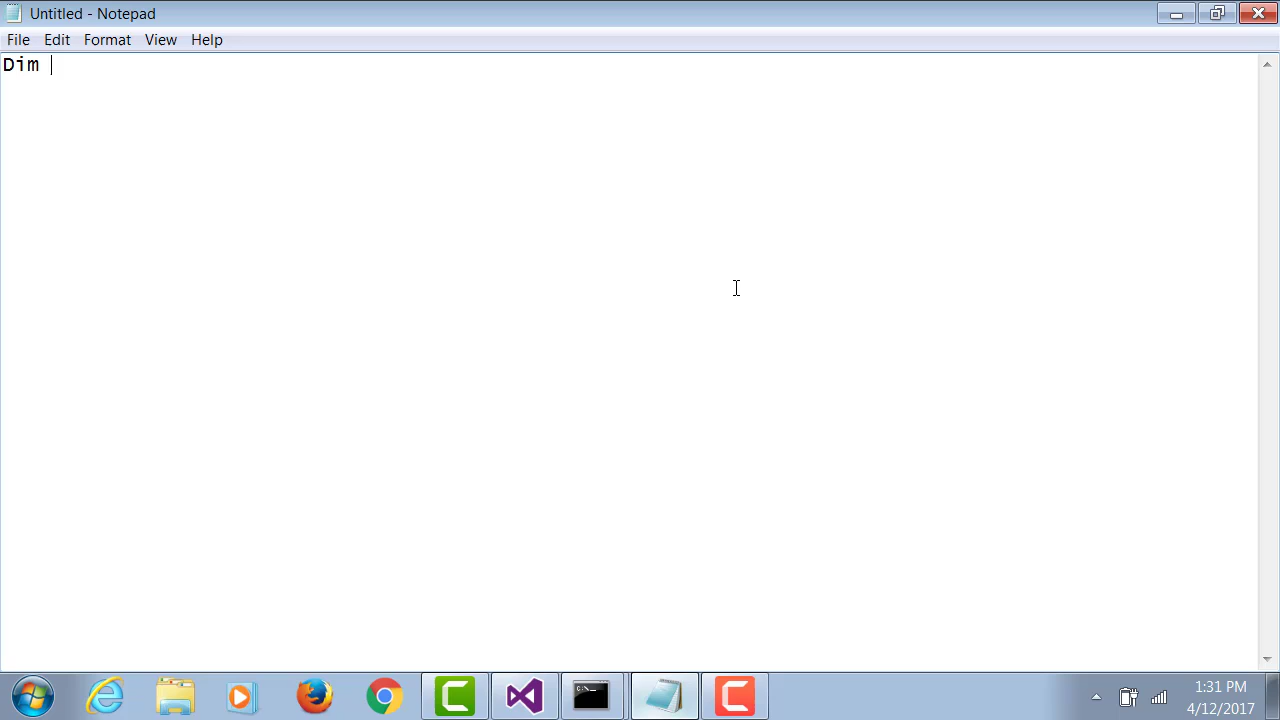 Untitled - Notepad
File Edit Format View Help
Dim
C:\_
1:31 PM
4/12/2017